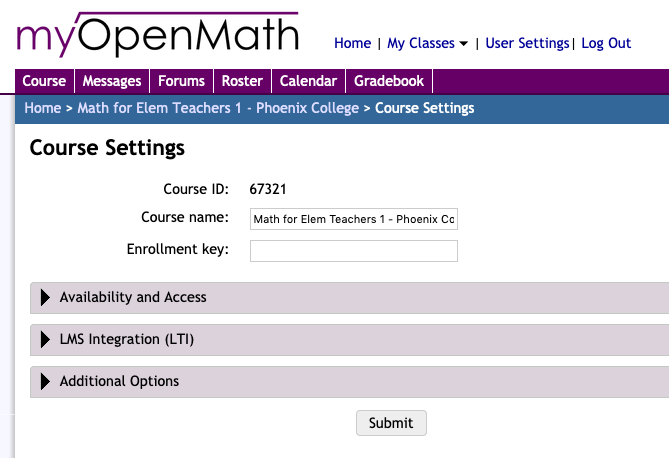 myOpenMath
Home | My Classes | User Settings | Log Out
Course Messages Forums Roster Calendar Gradebook
Home > Math for Elem Teachers 1 - Phoenix College > Course Settings
Course Settings
Course ID: 67321
Course name: Math for Elem Teachers 1 - Phoenix Co
Enrollment key:
Availability and Access
LMS Integration (LTI)
Additional Options
Submit